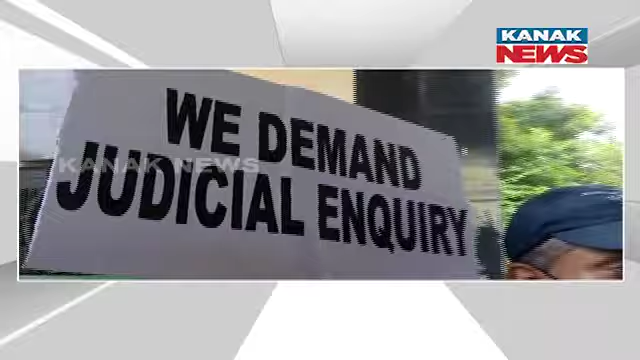 KANAK
NEWS
WE DEMAND
KANAK NEWS
JUDICIAL ENQUIRY